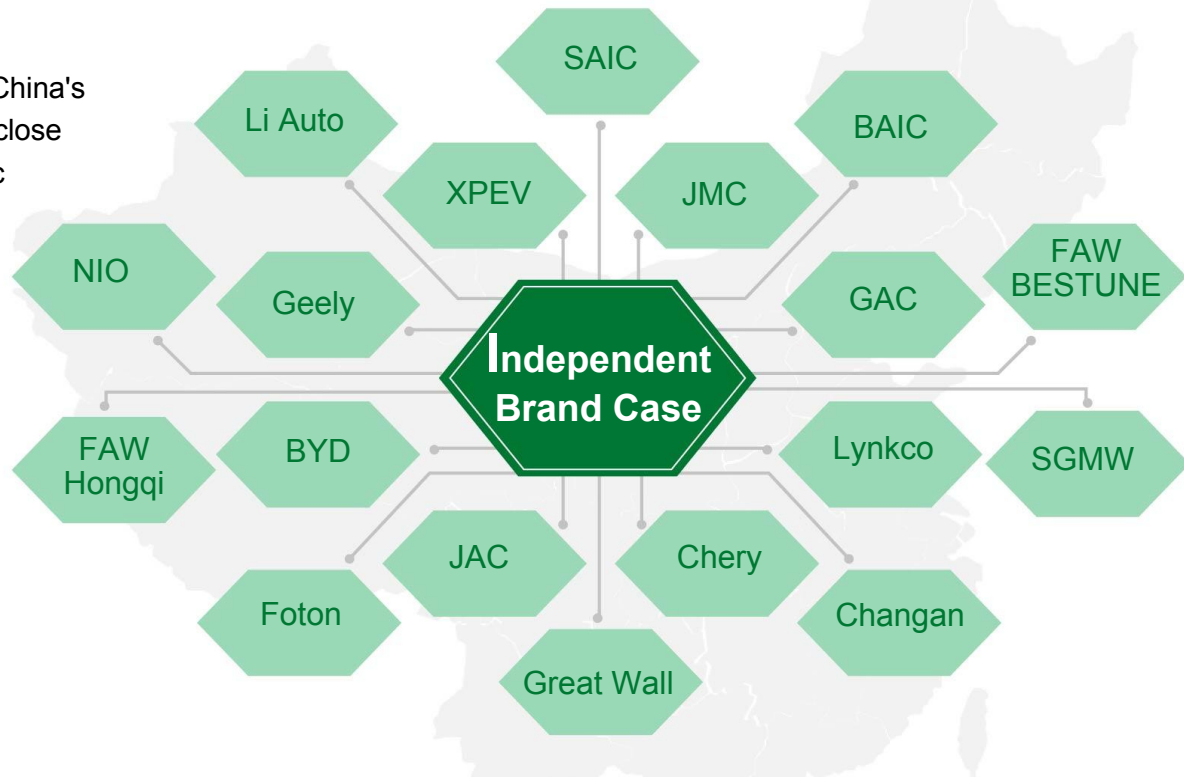 China's
close
SAIC
Li Auto
BAIC
XPEV
JMC
NIO
Geely
GAC
FAW
BESTUNE
Independent
Brand Case
FAW
Hongqi
BYD
Lynkco
SGMW
JAC
Chery
Foton
Changan
Great Wall